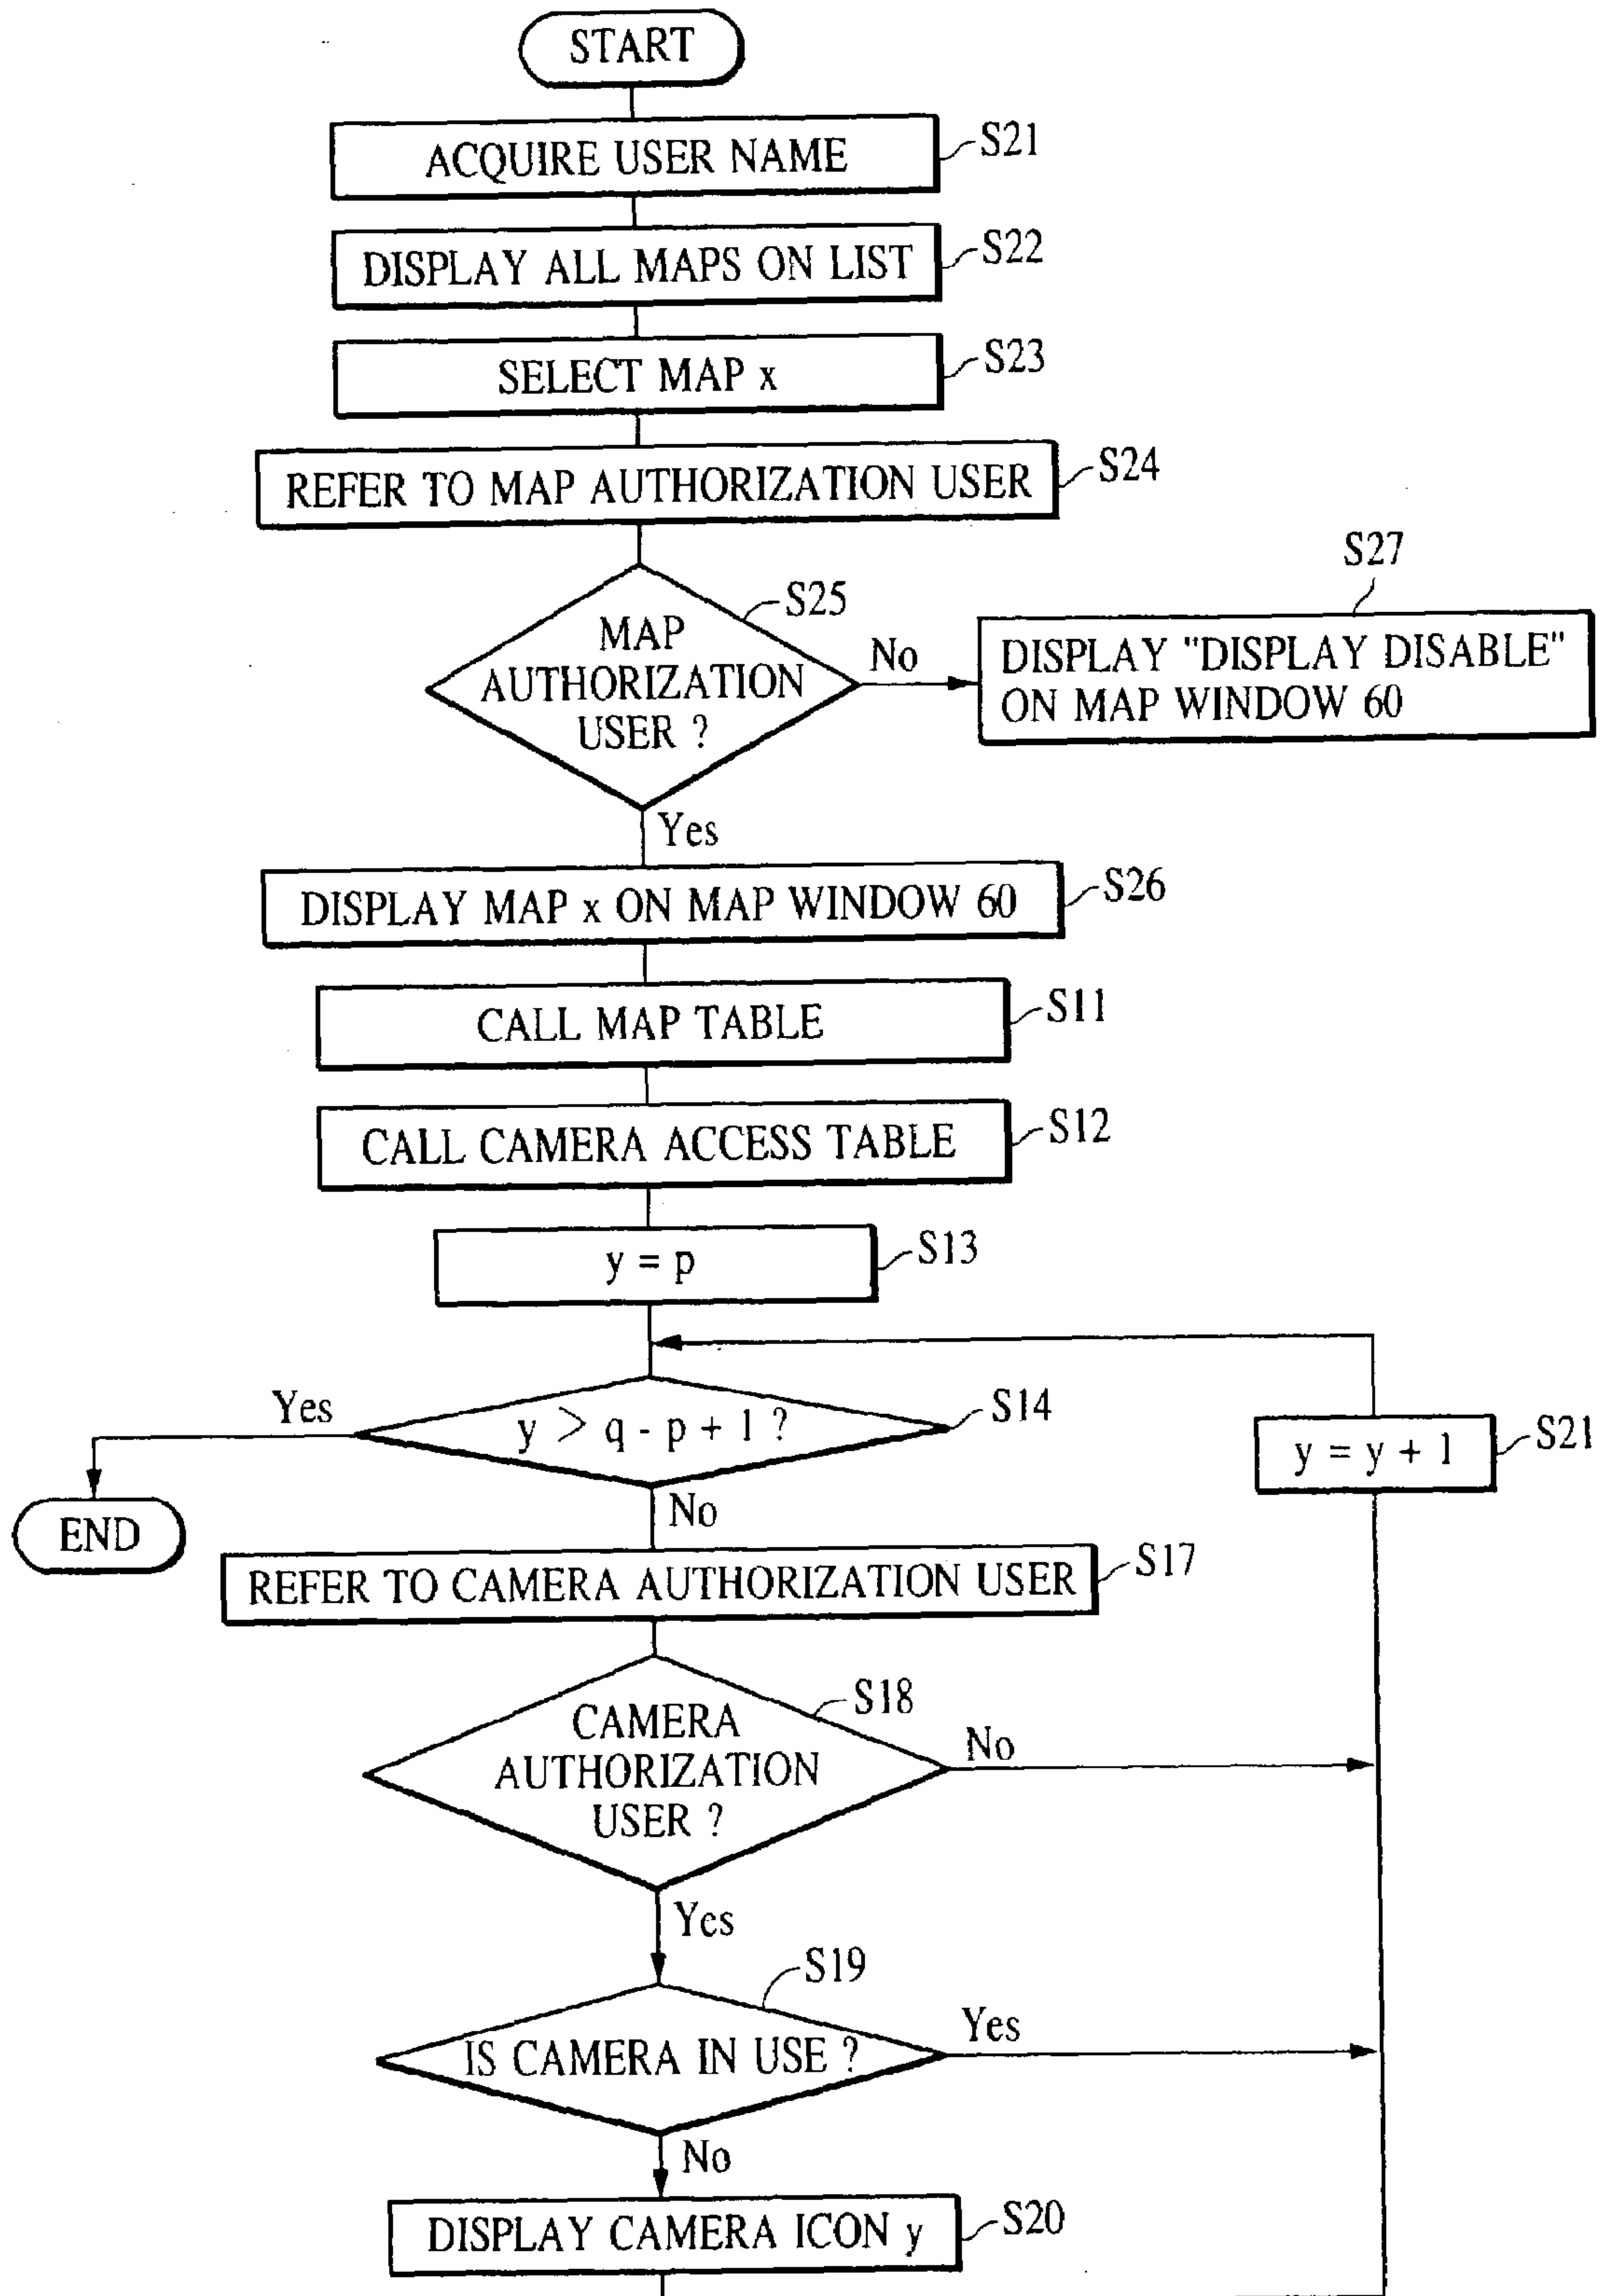 START
ACQUIRE USER NAME
S21
DISPLAY ALL MAPS ON LIST
S22
SELECT MAP x
S23
REFER TO MAP AUTHORIZATION USER
S24
MAP
AUTHORIZATION
USER ?
S25
No
S27
DISPLAY "DISPLAY DISABLE"
ON MAP WINDOW 60
Yes
DISPLAY MAP x ON MAP WINDOW 60
S26
CALL MAP TABLE
S11
CALL CAMERA ACCESS TABLE
S12
y = p
S13
y > q - p + 1 ?
S14
Yes
END
No
y = y + 1
S21
REFER TO CAMERA AUTHORIZATION USER
S17
CAMERA
AUTHORIZATION
USER ?
S18
No
Yes
IS CAMERA IN USE ?
S19
Yes
No
DISPLAY CAMERA ICON y
S20